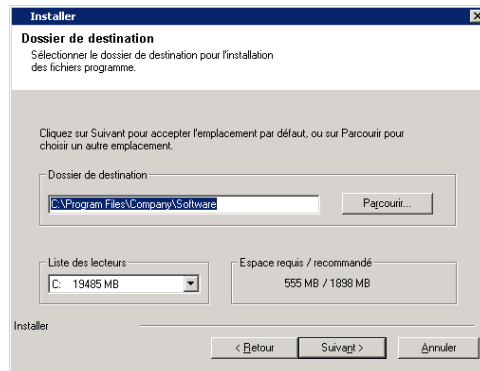 Installer
Dossier de destination
Sélectionner le dossier de destination pour l'installation
des fichiers programme.
Cliquez sur Suivant pour accepter l'emplacement par défaut, ou sur Parcourir pour
choisir un autre emplacement.
Dossier de destination
C:\Program Files\Company\Software
Parcourir...
Liste des lecteurs
C: 19485 MB
Espace requis / recommandé
555 MB / 1898 MB
Installer
< Retour
Suivant >
Annuler